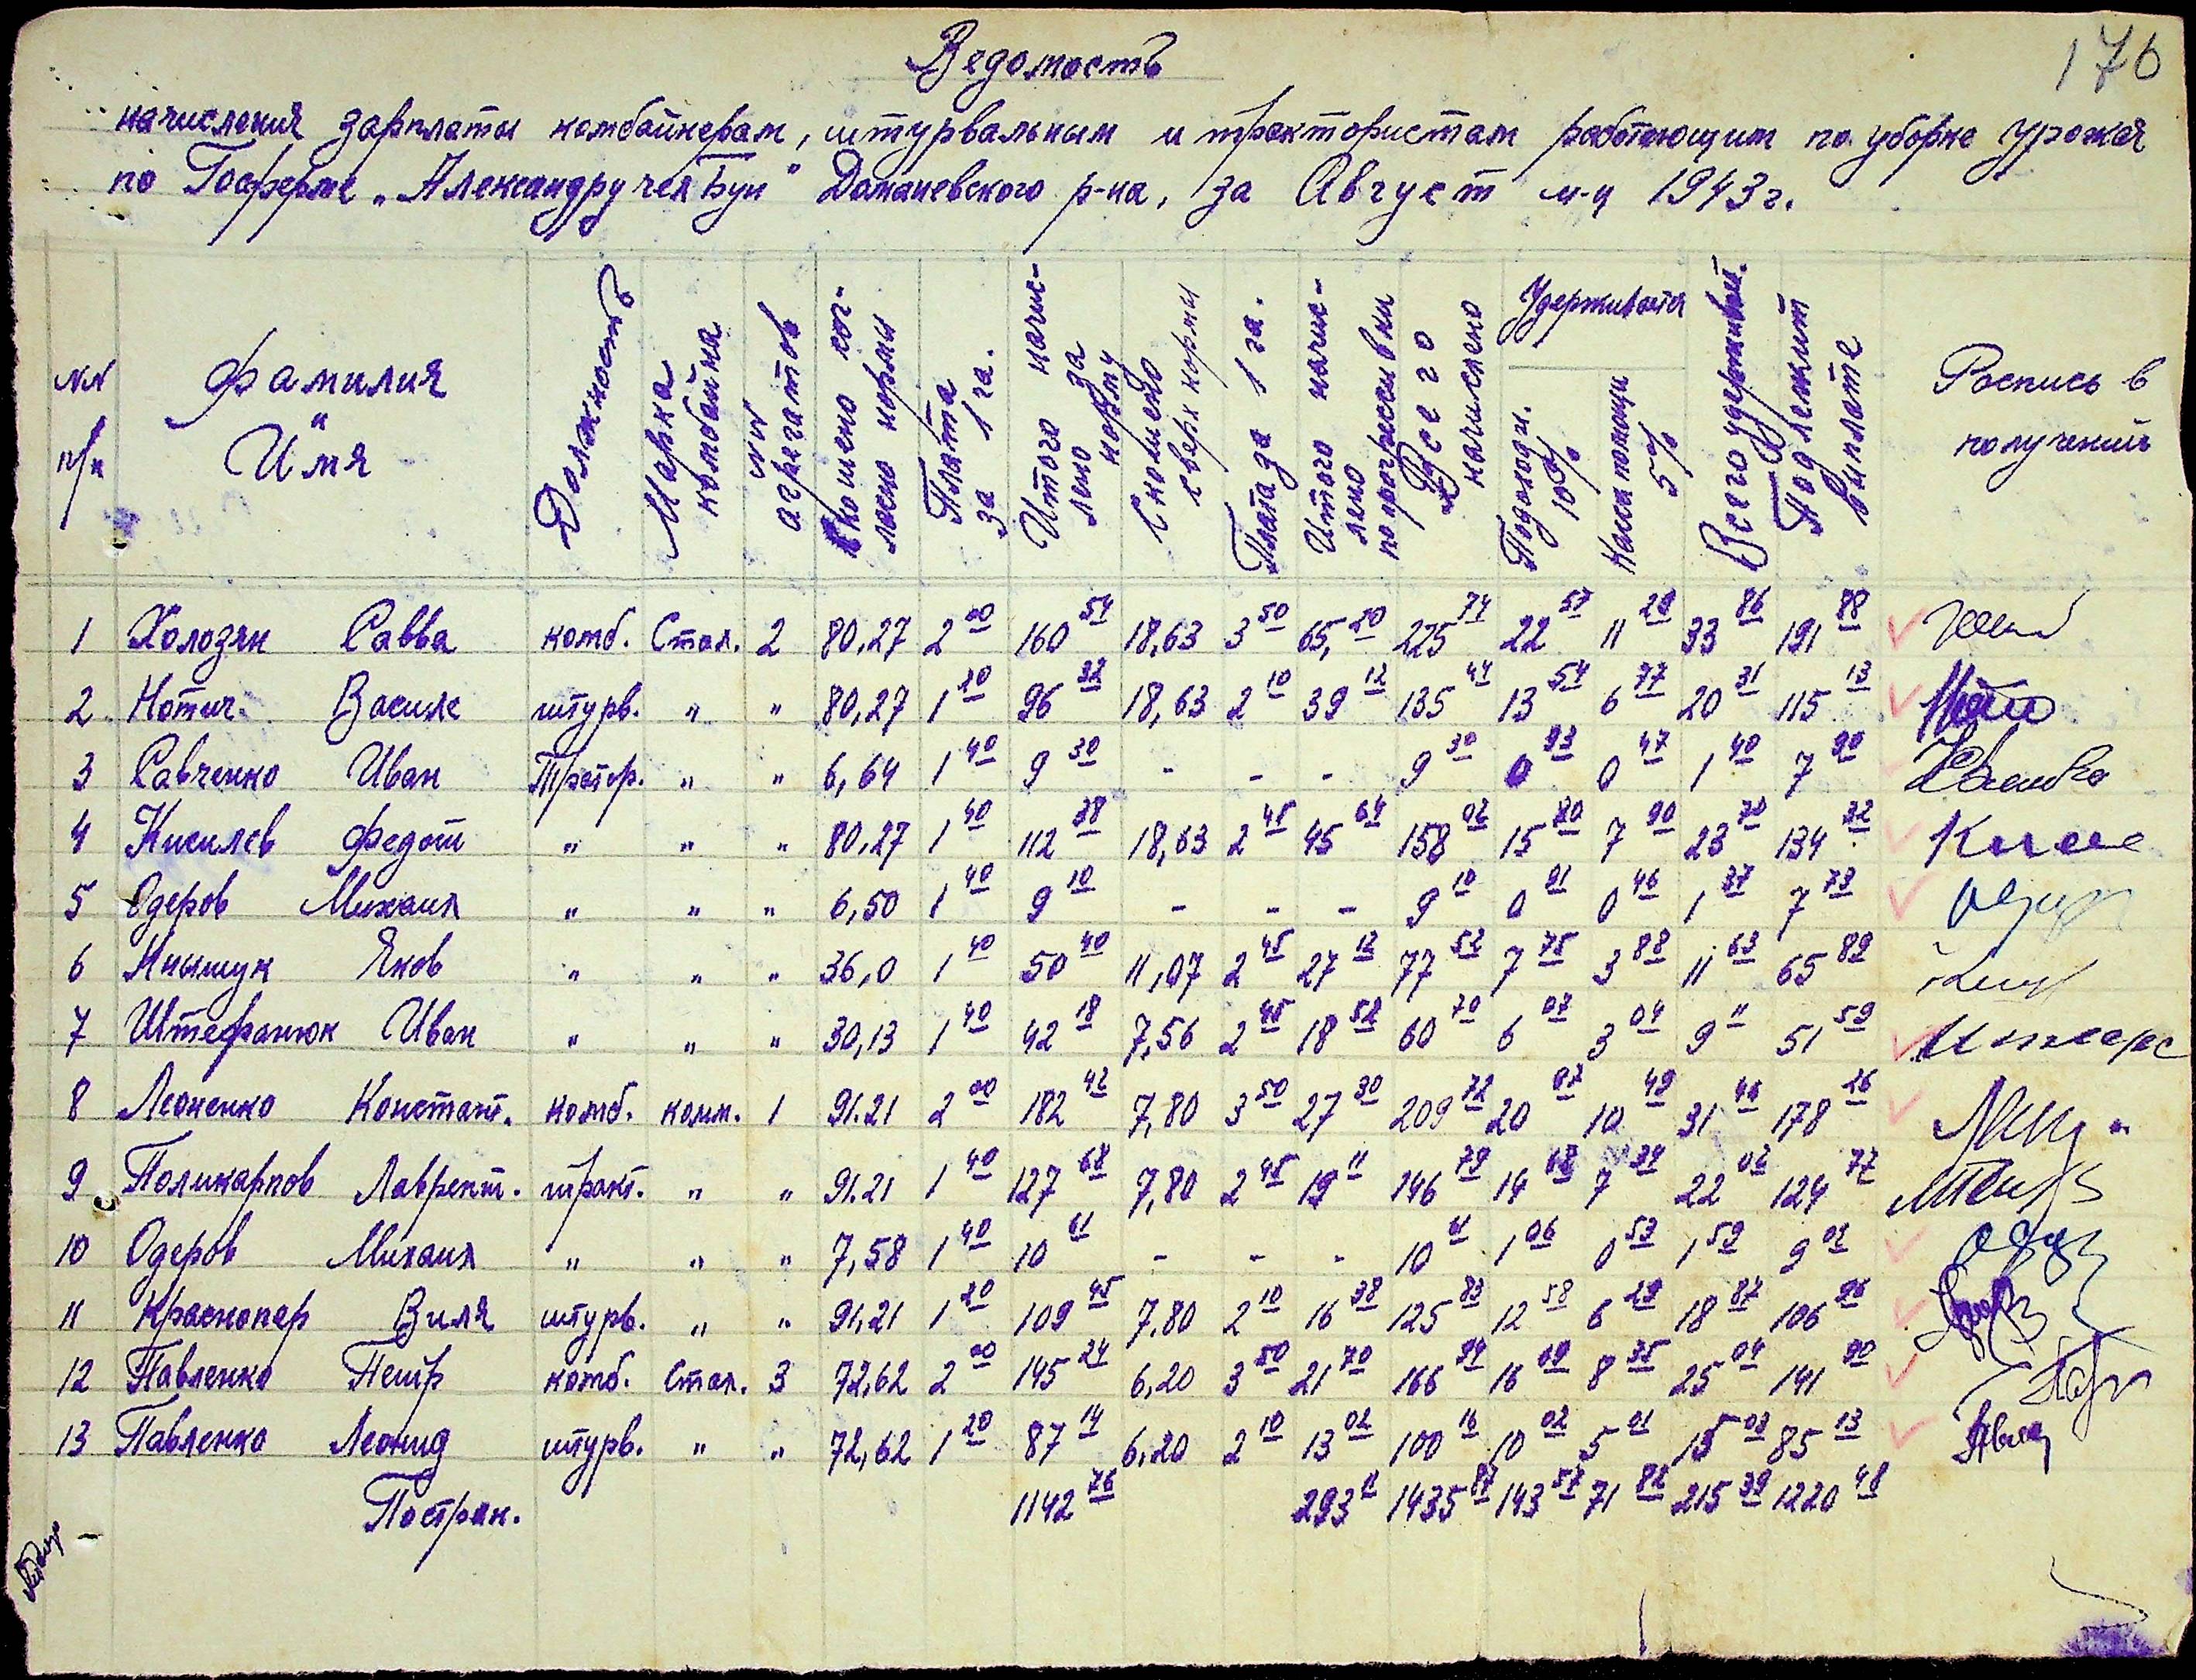 176
Ведомость
начисления зарплаты комбайнерам, штурвальным и трактористам работающим по уборке урожая
по Госферме „Александру чел Бун" Доманевского р-на, за Август м-ц 1943 г.
NN п/п Фамилия и Имя Должность Марка комбайна NN агрегатов Скошено сог-ласно нормы Плата за 1 га. Итого начис-лено за норму Скошено сверх нормы Плата за 1 га. Итого начис-лено по прогрессивки Всего начислено Удерживается Подоходн. 10% Касса помощи 5% Всего удержаний. Подлежит выплате Роспись в получении
1 Холозян Савва комб. Стал. 2 80,27 2 00 160 54 18,63 3 50 65,20 225 74 22 57 11 29 33 86 191 88
2 Нотич. Василе штурв. " " 80,27 1 20 96 32 18,63 2 10 39 12 135 44 13 54 6 77 20 31 115 13
3 Савченко Иван Трактор. " " 6,64 1 40 9 30 - - - 9 30 0 93 0 47 1 40 7 90
4 Киселев Федот " " " 80,27 1 40 112 38 18,63 2 45 45 64 158 02 15 80 7 90 23 70 134 32
5 Одеров Михаил " " " 6,50 1 40 9 10 - - - 9 10 0 91 0 46 1 37 7 73
6 Кнышук Яков " " " 36,0 1 40 50 40 11,07 2 45 27 12 77 52 7 75 3 88 11 63 65 89
7 Штефанюк Иван " " " 30,13 1 40 42 18 7,56 2 45 18 52 60 70 6 07 3 04 9 11 51 59
8 Леоненко Констант. комб. комм. 1 91.21 2 00 182 42 7,80 3 50 27 30 209 72 20 97 10 49 31 46 178 26
9 Поликарпов Лаврент. тракт. " " 91.21 1 40 127 68 7,80 2 45 19 11 146 79 14 68 7 34 22 02 124 77
10 Одеров Михаил " " " 7,58 1 40 10 61 - - - 10 61 1 06 0 53 1 59 9 02
11 Краснопер Виля штурв. " " 91,21 1 20 109 45 7,80 2 10 16 38 125 83 12 58 6 29 18 87 106 96
12 Павленко Петр комб. Стал. 3 72,62 2 00 145 24 6,20 3 50 21 70 166 94 16 69 8 35 25 04 141 90
13 Павленко Леонид штурв. " " 72,62 1 20 87 14 6,20 2 10 13 02 100 16 10 02 5 01 15 03 85 13
Постран. 1142 76 293 11 1435 87 143 57 71 82 215 39 1220 48